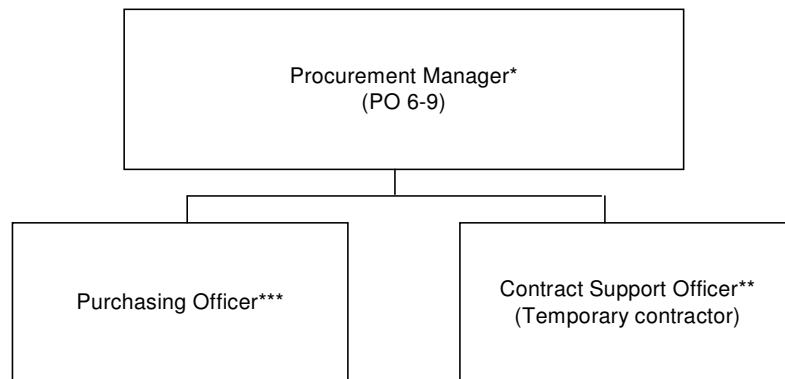 Procurement Manager*
(PO 6-9)
Purchasing Officer***
Contract Support Officer**
(Temporary contractor)